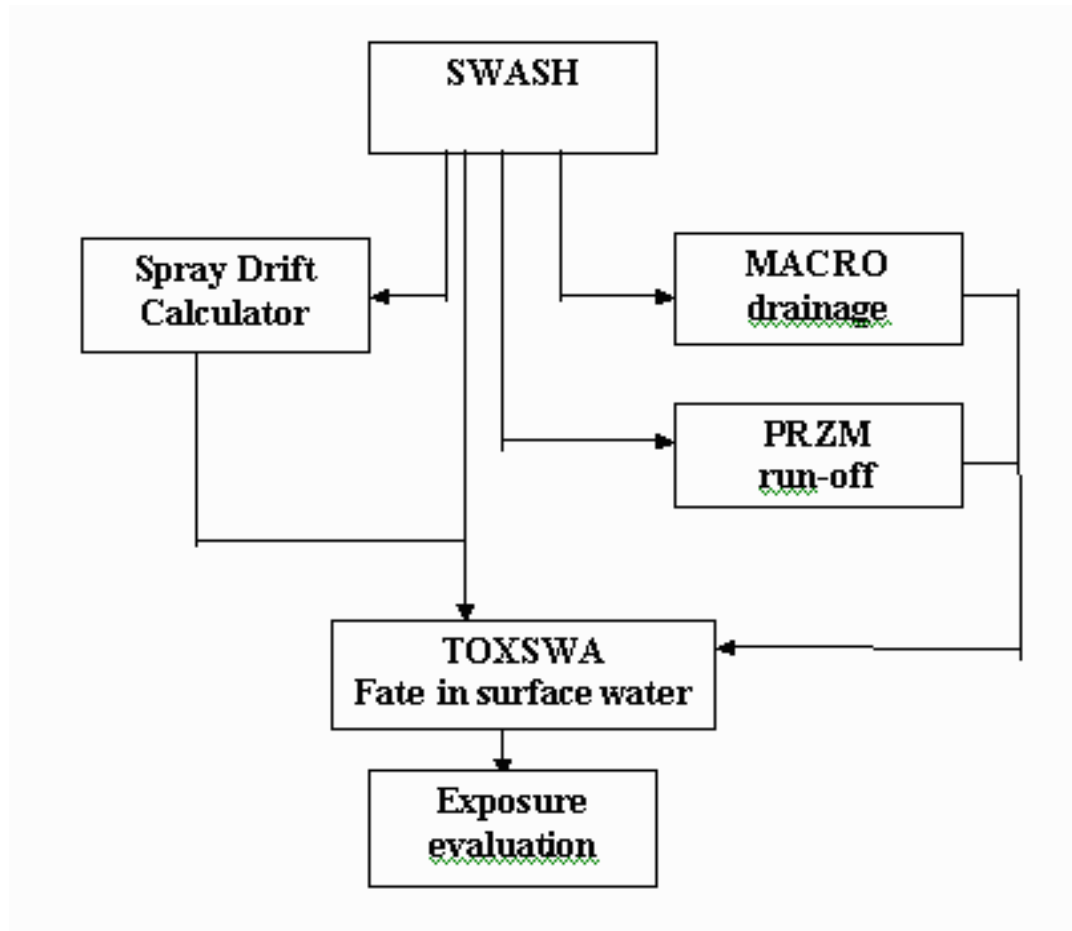 SWASH
Spray Drift
Calculator
MACRO
drainage
PRZM
run-off
TOXSWA
Fate in surface water
Exposure
evaluation